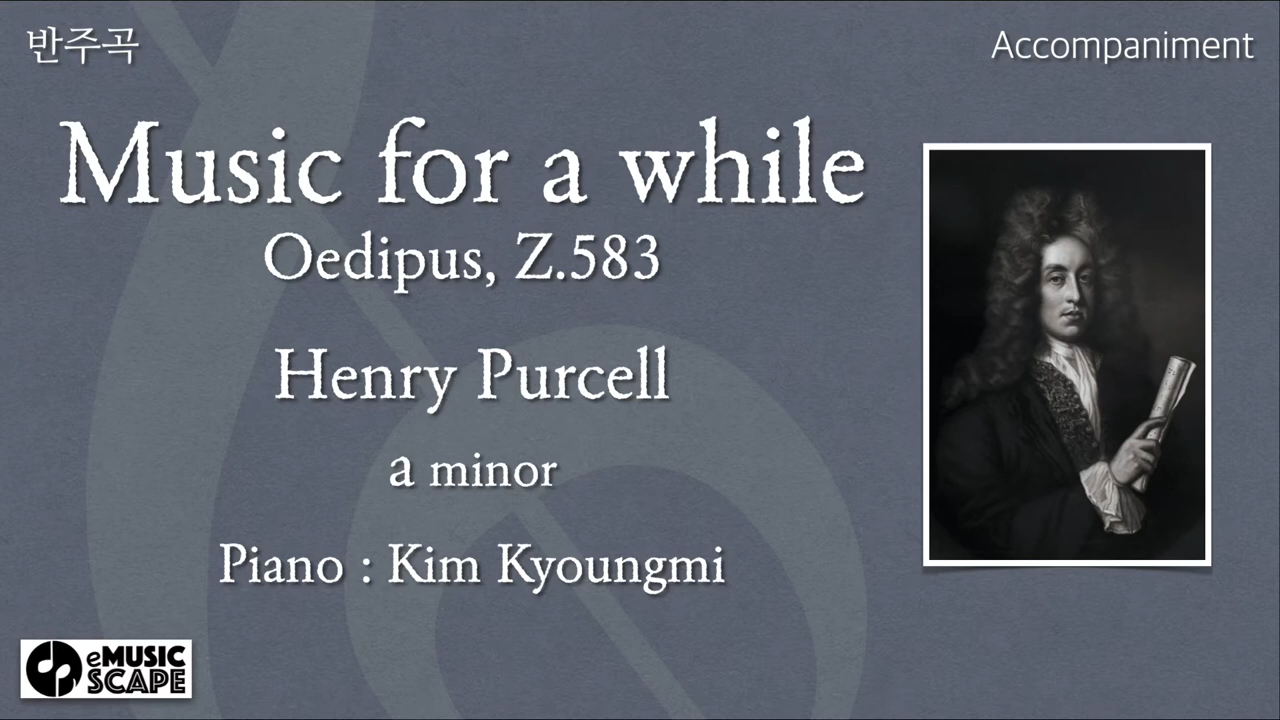 반주곡
Accompaniment
Music for a while
Oedipus, Z.583
Henry Purcell
a minor
Piano : Kim Kyoungmi
eMUSIC
SCAPE